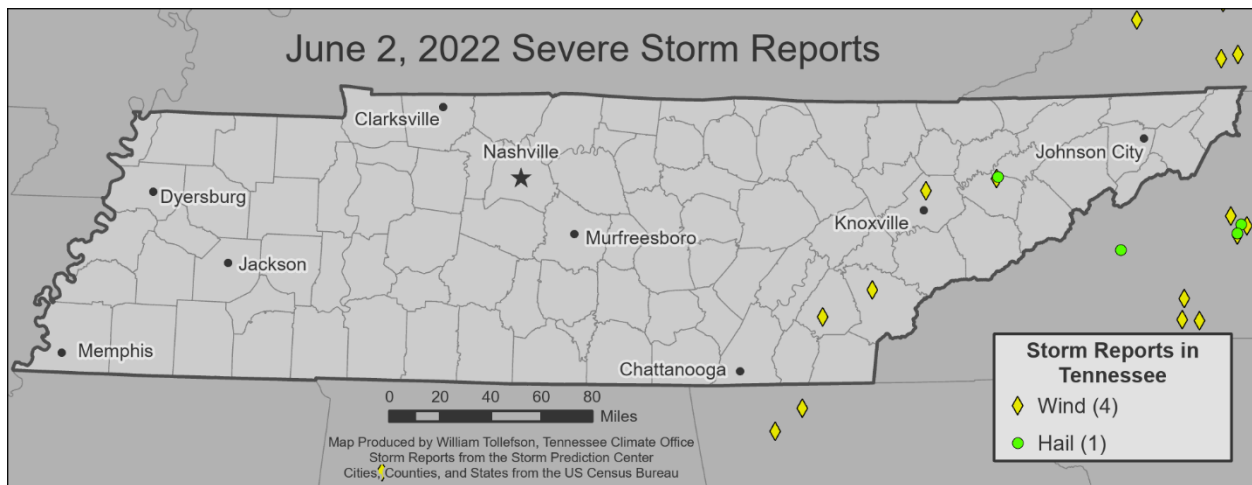 June 2, 2022 Severe Storm Reports
Clarksville
Nashville
Johnson City
Dyersburg
Knoxville
Murfreesboro
Jackson
Memphis
Chattanooga
Storm Reports in
Tennessee
Wind (4)
Hail (1)
0 20 40 80
Miles
Map Produced by William Tollefson, Tennessee Climate Office
Storm Reports from the Storm Prediction Center
Cities, Counties, and States from the US Census Bureau